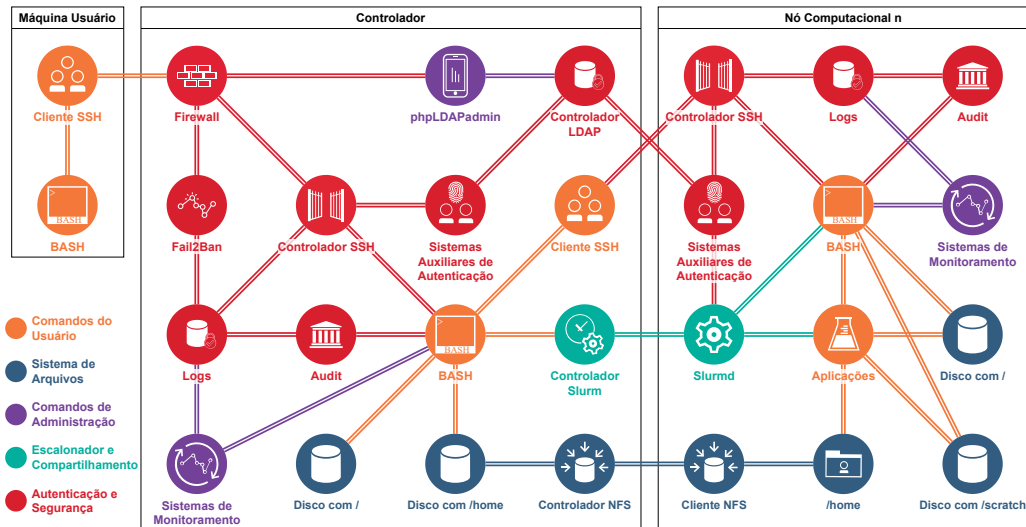 Máquina Usuário
Controlador
Nó Computacional n
Cliente SSH
Firewall
phpLDAPadmin
Controlador
LDAP
Controlador SSH
Logs
Audit
BASH
BASH
Fail2Ban
Controlador SSH
Sistemas
Auxiliares de
Autenticação
Cliente SSH
Sistemas
Auxiliares de
Autenticação
BASH
BASH
Sistemas de
Monitoramento
Comandos do
Usuário
Sistema de
Arquivos
Comandos de
Administração
Escalonador e
Compartilhamento
Autenticação e
Segurança
Logs
Audit
BASH
BASH
Controlador
Slurm
Slurmd
Aplicações
Disco com /
Sistemas de
Monitoramento
Disco com /
Disco com /home
Controlador NFS
Cliente NFS
/home
Disco com /scratch